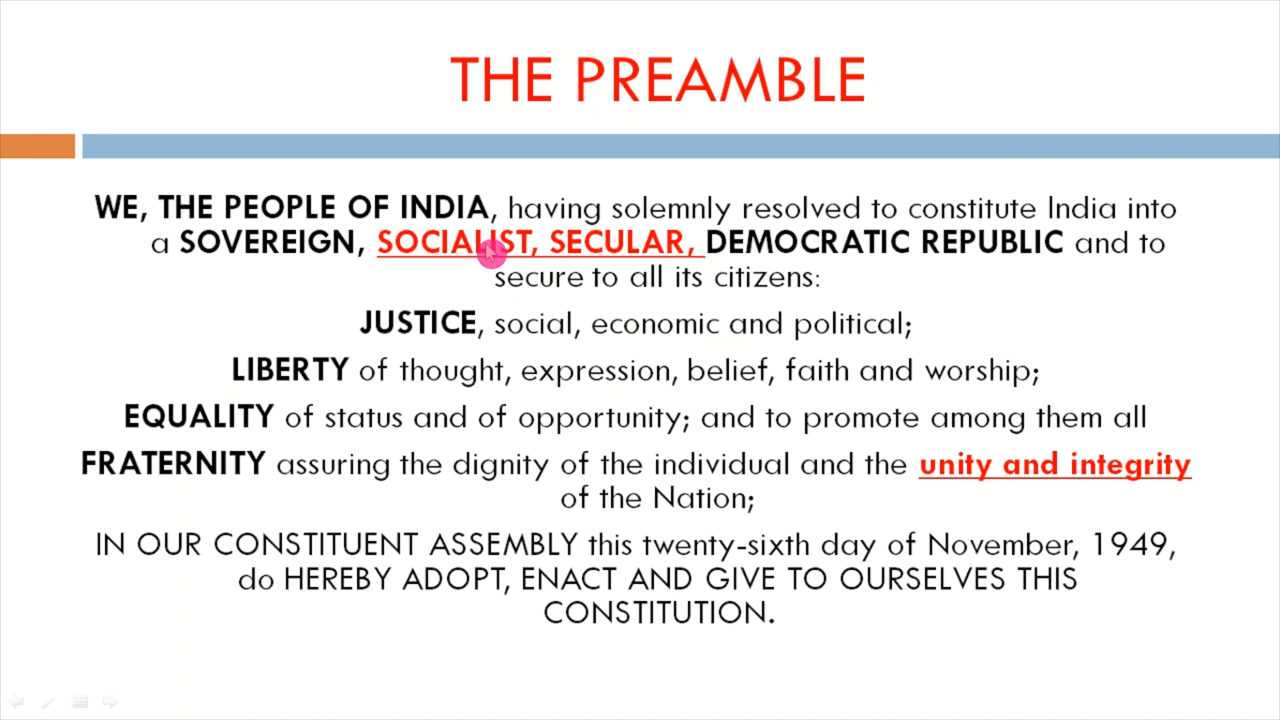 THE PREAMBLE
WE, THE PEOPLE OF INDIA, having solemnly resolved to constitute India into
a SOVEREIGN, SOCIALIST, SECULAR, DEMOCRATIC REPUBLIC and to
secure to all its citizens:
JUSTICE, social, economic and political;
LIBERTY of thought, expression, belief, faith and worship;
EQUALITY of status and of opportunity; and to promote among them all
FRATERNITY assuring the dignity of the individual and the unity and integrity
of the Nation;
IN OUR CONSTITUENT ASSEMBLY this twenty-sixth day of November, 1949,
do HEREBY ADOPT, ENACT AND GIVE TO OURSELVES THIS
CONSTITUTION.